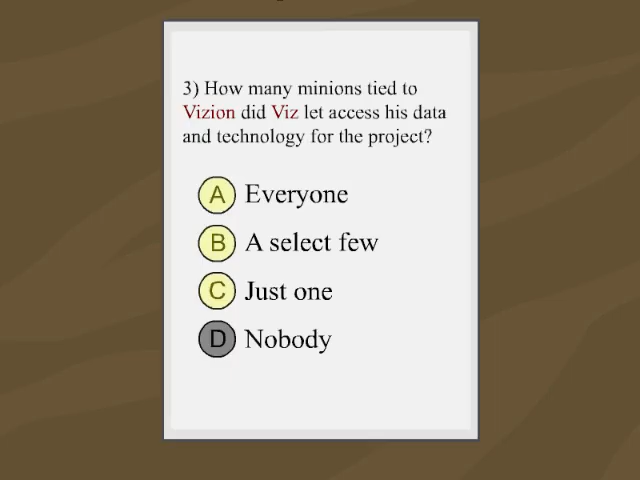 3) How many minions tied to
Vizion did Viz let access his data
and technology for the project?
A Everyone
B A select few
C Just one
D Nobody